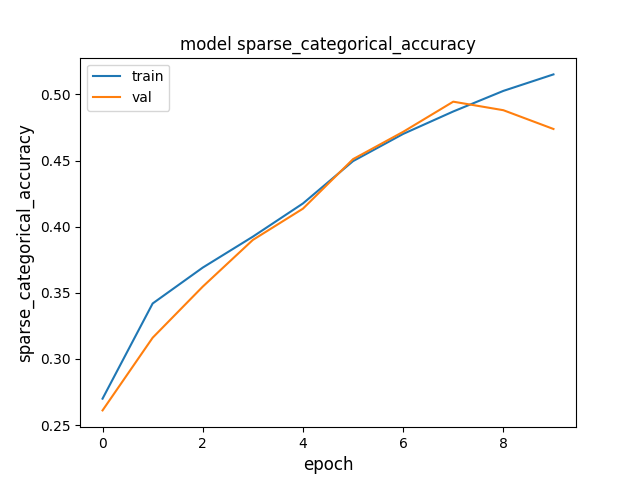 model sparse_categorical_accuracy
train
val
sparse_categorical_accuracy
0.50
0.45
0.40
0.35
0.30
0.25
0 2 4 6 8
epoch